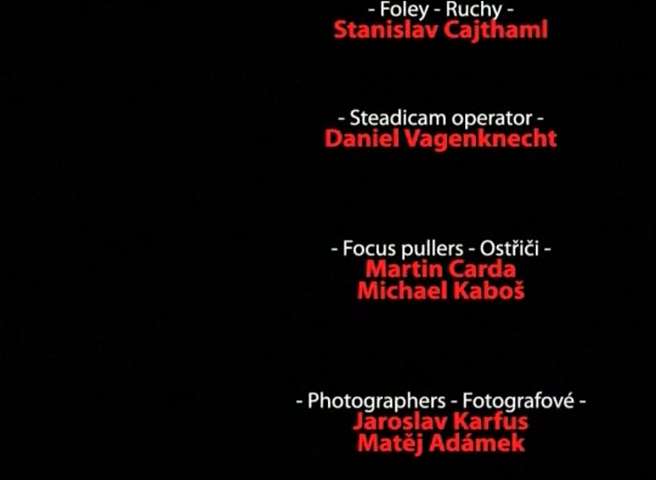 - Foley - Ruchy -
Stanislav Cajthaml
- Steadicam operator -
Daniel Vagenknecht
- Focus pullers - Ostřiči -
Martin Carda
Michael Kaboš
- Photographers - Fotografové -
Jaroslav Karfus
Matěj Adámek